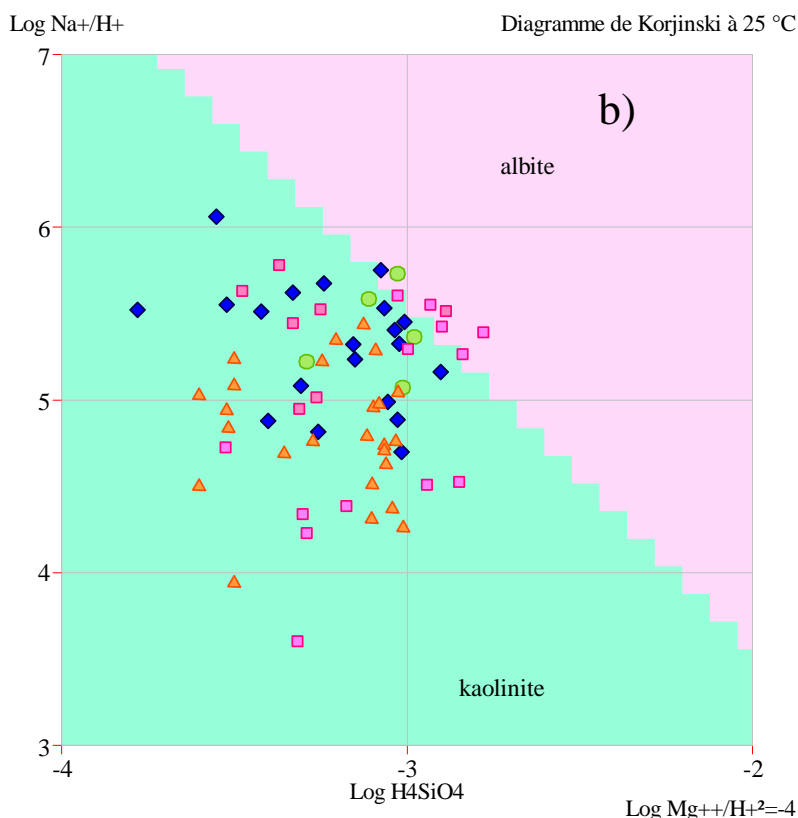 Log Na+/H+
Diagramme de Korjinski à 25 °C
7
b)
albite
6
5
4
kaolinite
3
-4
-3
-2
Log H4SiO4
Log Mg++/H+²=-4